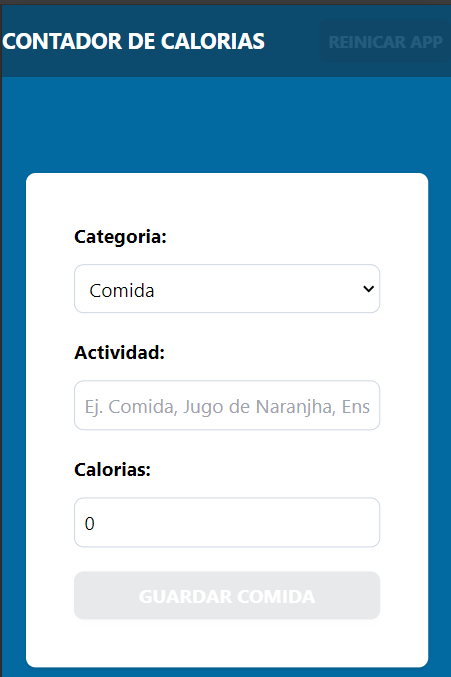 CONTADOR DE CALORIAS
REINICAR APP
Categoria:
Comida
Actividad:
Ej. Comida, Jugo de Naranjha, Ens
Calorias:
0
GUARDAR COMIDA